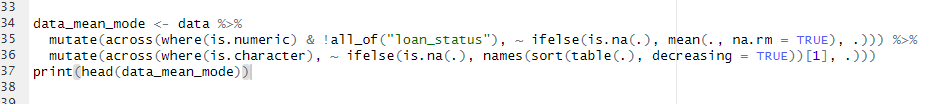 33
34 data_mean_mode <- data %>%
35 mutate(across(where(is.numeric) & !all_of("loan_status"), ~ ifelse(is.na(.), mean(., na.rm = TRUE), .))) %>%
36 mutate(across(where(is.character), ~ ifelse(is.na(.), names(sort(table(.), decreasing = TRUE))[1], .)))
37 print(head(data_mean_mode))
38
39